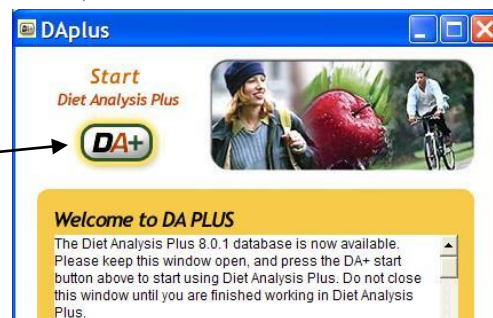 DAplus
Start
Diet Analysis Plus
DA+
Welcome to DA PLUS
The Diet Analysis Plus 8.0.1 database is now available.
Please keep this window open, and press the DA+ start
button above to start using Diet Analysis Plus. Do not close
this window until you are finished working in Diet Analysis
Plus.